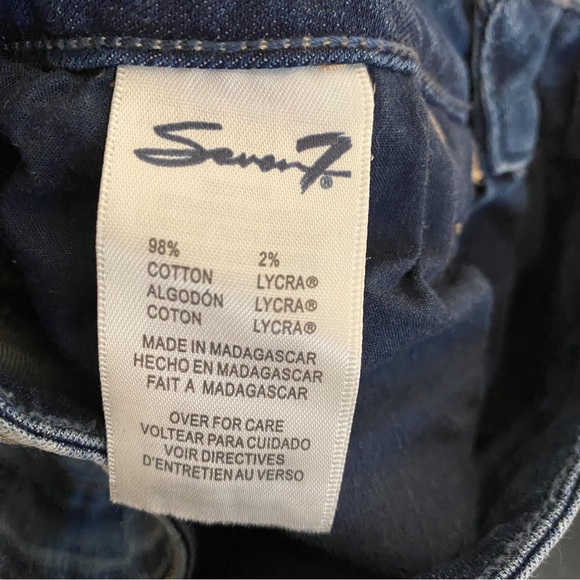 Seven7®
98% 2%
COTTON LYCRA®
ALGODÓN LYCRA®
COTON LYCRA®
MADE IN MADAGASCAR
HECHO EN MADAGASCAR
FAIT A MADAGASCAR
OVER FOR CARE
VOLTEAR PARA CUIDADO
VOIR DIRECTIVES
D'ENTRETIEN AU VERSO